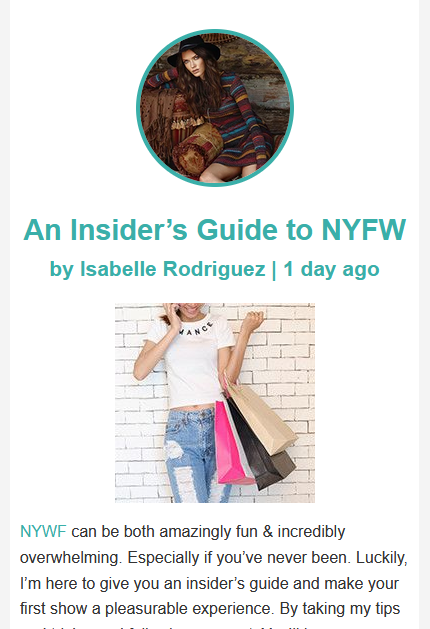 An Insider’s Guide to NYFW
by Isabelle Rodriguez | 1 day ago
MANCE
NYWF can be both amazingly fun & incredibly
overwhelming. Especially if you’ve never been. Luckily,
I’m here to give you an insider’s guide and make your
first show a pleasurable experience. By taking my tips